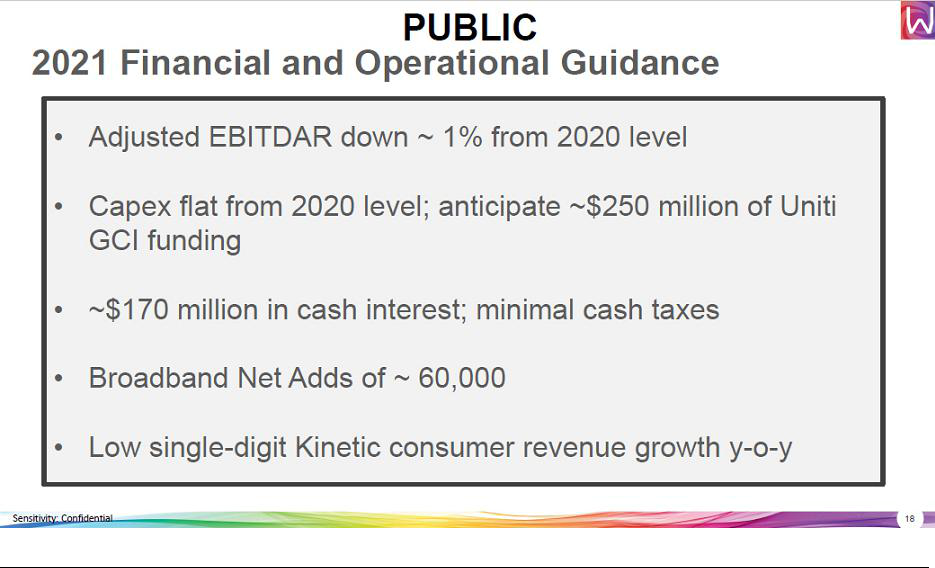 PUBLIC
2021 Financial and Operational Guidance
• Adjusted EBITDAR down ~ 1% from 2020 level
• Capex flat from 2020 level; anticipate ~$250 million of Uniti
GCI funding
• ~$170 million in cash interest; minimal cash taxes
• Broadband Net Adds of ~ 60,000
• Low single-digit Kinetic consumer revenue growth y-o-y
Sensitivity: Confidential
18